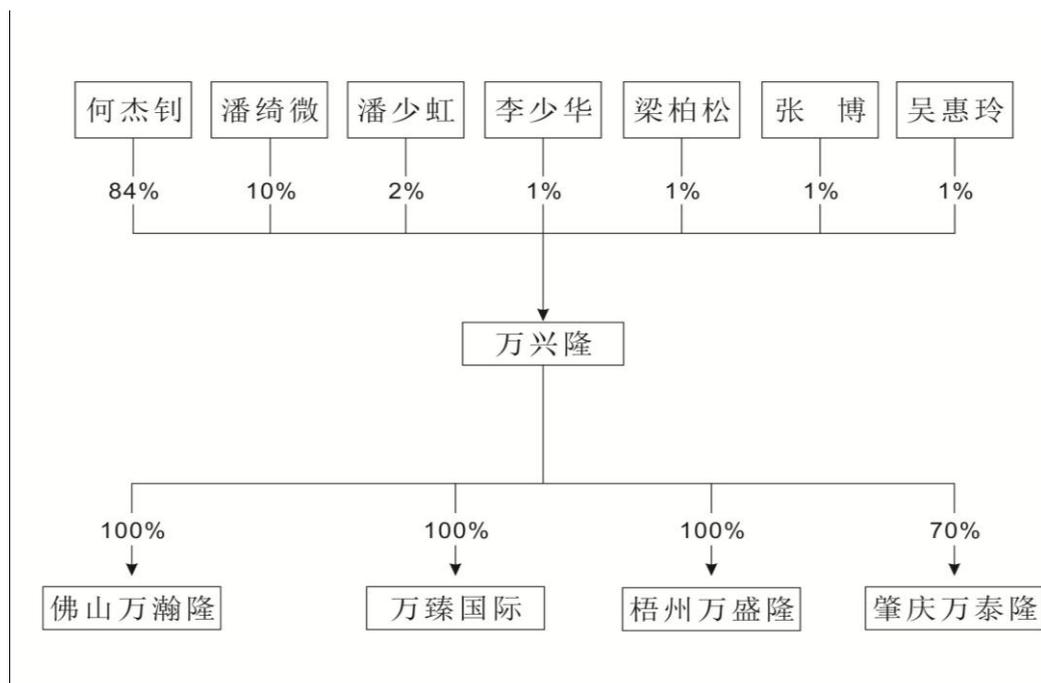 何杰钊 潘绮微 潘少虹 李少华 梁柏松 张 博 吴惠玲
84% 10% 2% 1% 1% 1% 1%
万兴隆
100% 100% 100% 70%
佛山万瀚隆 万臻国际 梧州万盛隆 肇庆万泰隆